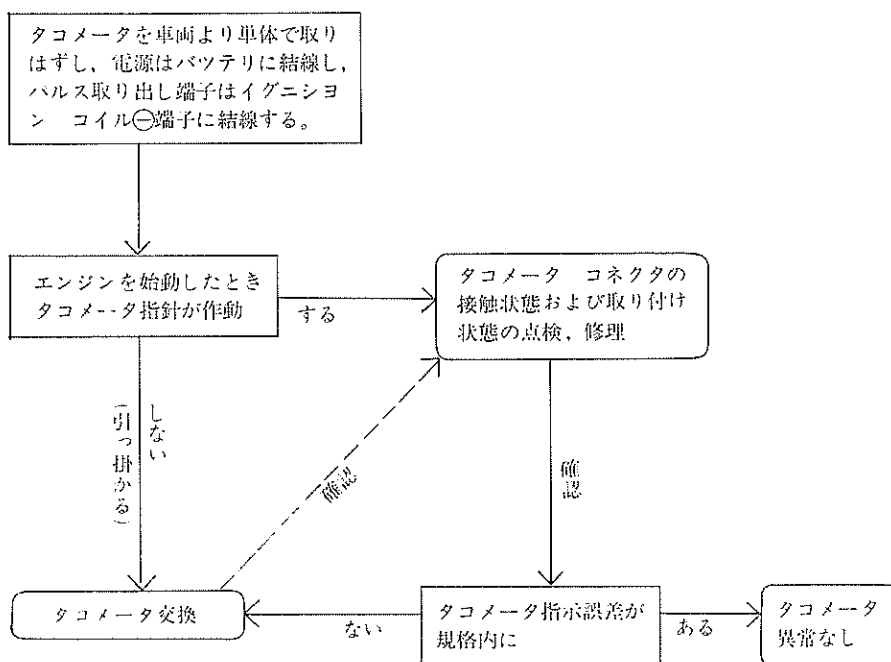 タコメータを車両より単体で取り
はずし，電源はバツテリに結線し，
パルス取り出し端子はイグニシヨ
ン　コイル㊀端子に結線する。
エンジンを始動したとき
タコメータ指針が作動
する
タコメータ　コネクタの
接触状態および取り付け
状態の点検，修理
しない
(引っ掛かる)
確認
確認
タコメータ交換
ない
タコメータ指示誤差が
規格内に
ある
タコメータ
異常なし